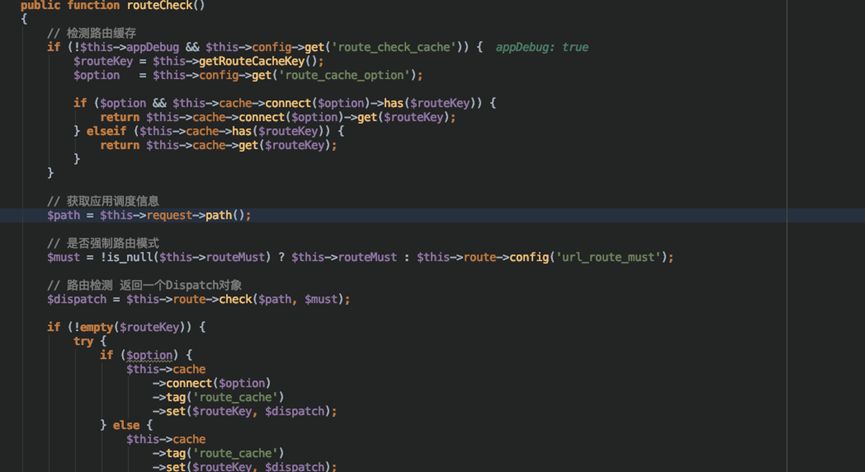 public function routeCheck()
{
// 检测路由缓存
if (!$this->appDebug && $this->config->get('route_check_cache')) {  appDebug: true
$routeKey = $this->getRouteCacheKey();
$option   = $this->config->get('route_cache_option');
if ($option && $this->cache->connect($option)->has($routeKey)) {
return $this->cache->connect($option)->get($routeKey);
} elseif ($this->cache->has($routeKey)) {
return $this->cache->get($routeKey);
}
}
// 获取应用调度信息
$path = $this->request->path();
// 是否强制路由模式
$must = !is_null($this->routeMust) ? $this->routeMust : $this->route->config('url_route_must');
// 路由检测 返回一个Dispatch对象
$dispatch = $this->route->check($path, $must);
if (!empty($routeKey)) {
try {
if ($option) {
$this->cache
->connect($option)
->tag('route_cache')
->set($routeKey, $dispatch);
} else {
$this->cache
->tag('route_cache')
->set($routeKey, $dispatch);